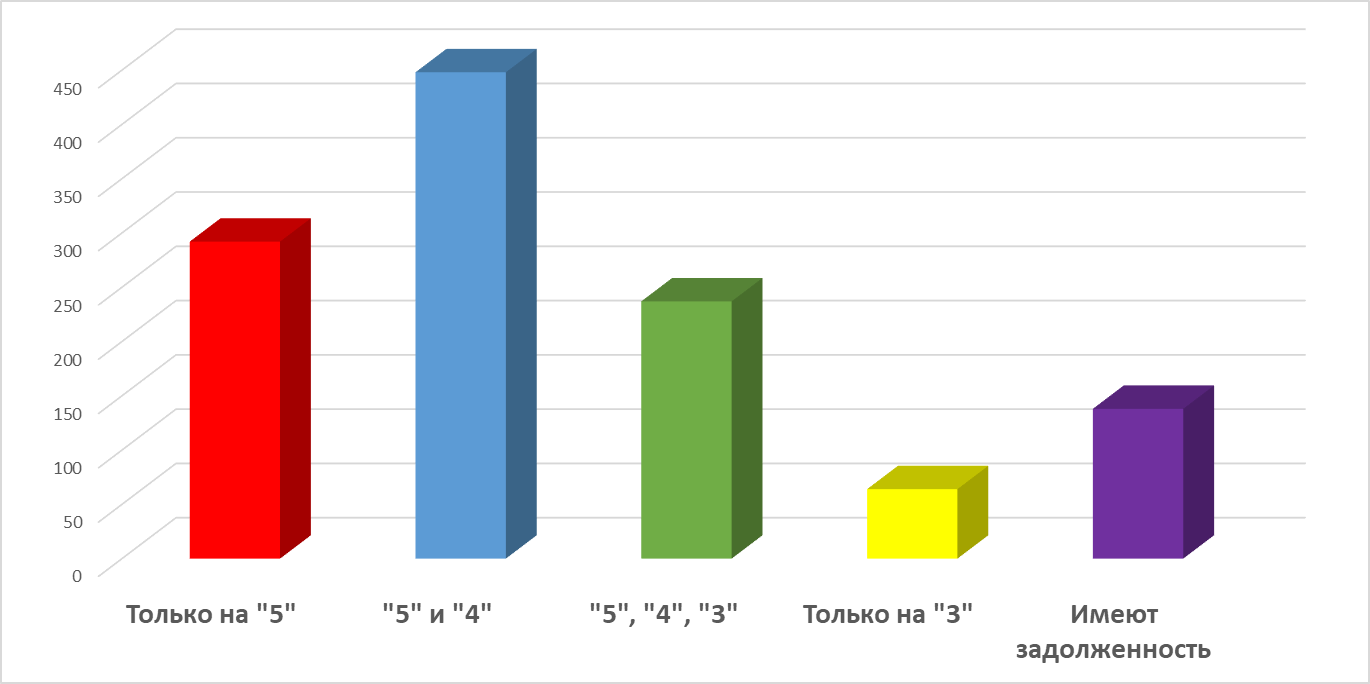 450
400
350
300
250
200
150
100
50
0
Только на "5"
"5" и "4"
"5", "4", "3"
Только на "3"
Имеют
задолженность